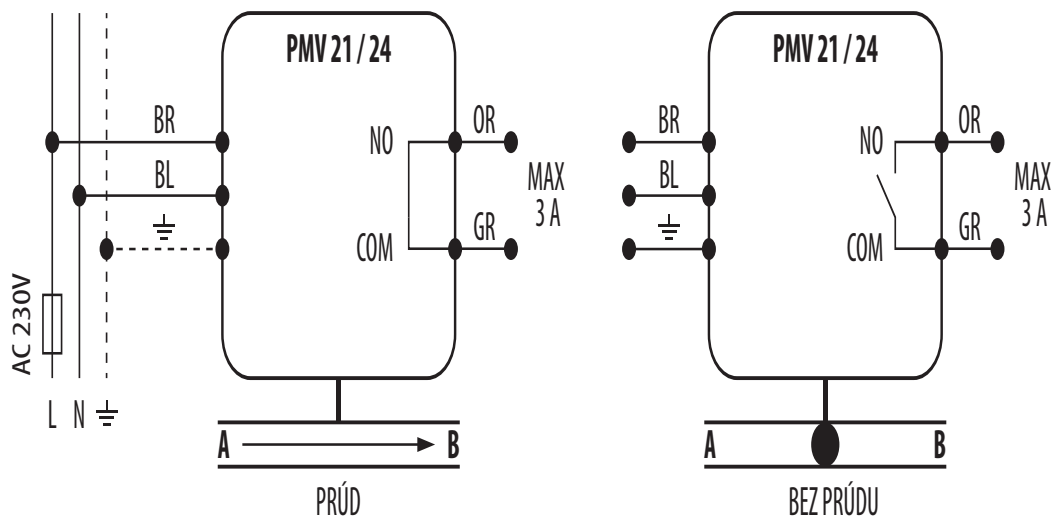 PMV 21 / 24
BR
BL
NO
COM
OR
GR
MAX
3 A
AC 230V
L N
A B
PRÚD
PMV 21 / 24
BR
BL
NO
COM
OR
GR
MAX
3 A
A B
BEZ PRÚDU